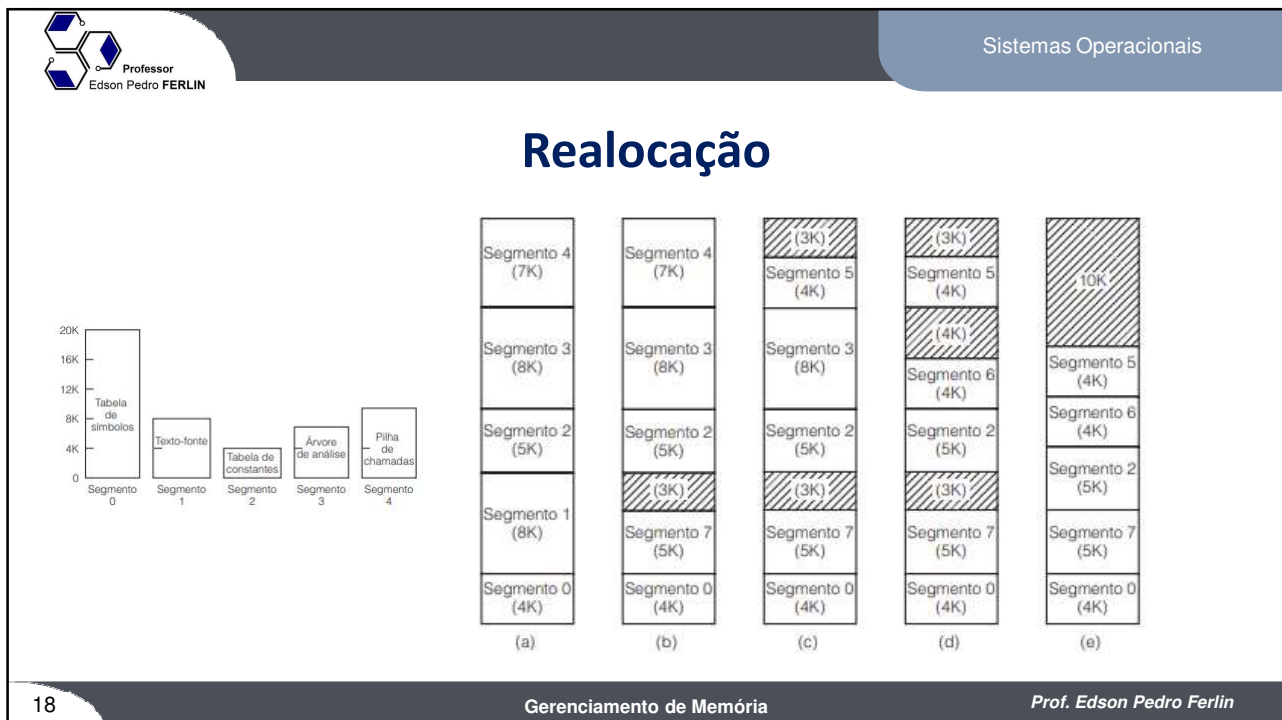 Professor
Edson Pedro FERLIN
Sistemas Operacionais
Realocação
20K
16K
12K
8K
4K
0
Tabela
de
símbolos
Texto-fonte
Tabela de
constantes
Árvore
de análise
Pilha
de
chamadas
Segmento
0
Segmento
1
Segmento
2
Segmento
3
Segmento
4
Segmento 4
(7K)
Segmento 3
(8K)
Segmento 2
(5K)
Segmento 1
(8K)
Segmento 0
(4K)
(a)
Segmento 4
(7K)
Segmento 3
(8K)
Segmento 2
(5K)
(3K)
Segmento 7
(5K)
Segmento 0
(4K)
(b)
(3K)
Segmento 5
(4K)
Segmento 3
(8K)
Segmento 2
(5K)
(3K)
Segmento 7
(5K)
Segmento 0
(4K)
(c)
(3K)
Segmento 5
(4K)
(4K)
Segmento 6
(4K)
Segmento 2
(5K)
(3K)
Segmento 7
(5K)
Segmento 0
(4K)
(d)
10K
Segmento 5
(4K)
Segmento 6
(4K)
Segmento 2
(5K)
Segmento 7
(5K)
Segmento 0
(4K)
(e)
18
Gerenciamento de Memória
Prof. Edson Pedro Ferlin